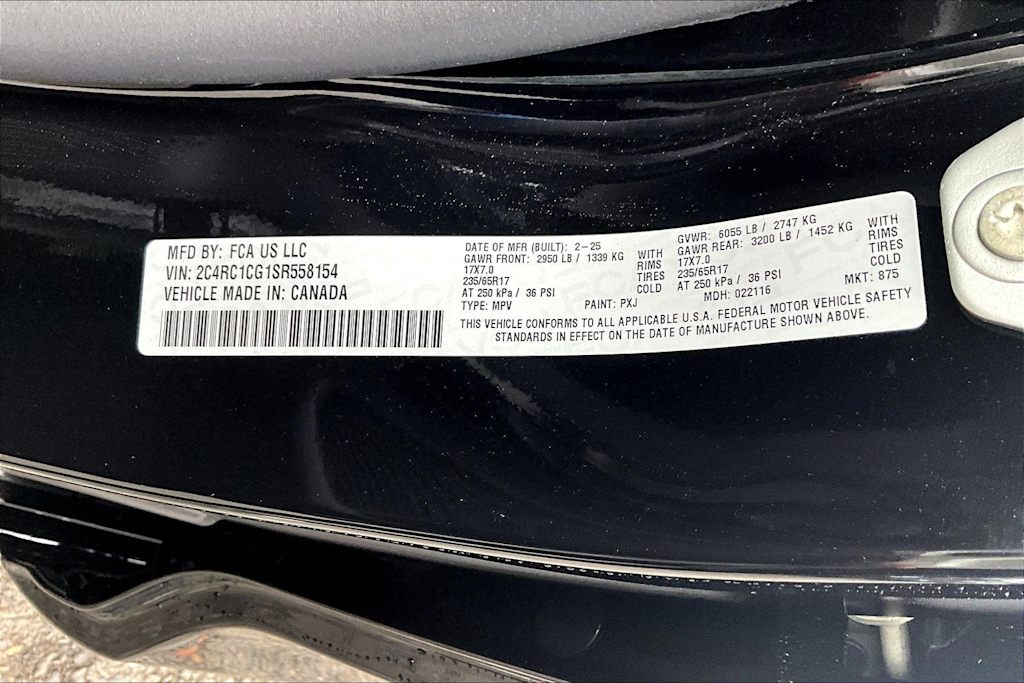 MFD BY: FCA US LLC
VIN: 2C4RC1CG1SR558154
VEHICLE MADE IN: CANADA
DATE OF MFR (BUILT): 2-25
GAWR FRONT: 2950 LB / 1339 KG WITH
17X7.0 RIMS
235/65R17 TIRES
AT 250 kPa / 36 PSI COLD
TYPE: MPV PAINT: PXJ
GVWR: 6055 LB / 2747 KG
GAWR REAR: 3200 LB / 1452 KG WITH
17X7.0 RIMS
235/65R17 TIRES
AT 250 kPa / 36 PSI COLD
MDH: 022116 MKT: 875
THIS VEHICLE CONFORMS TO ALL APPLICABLE U.S.A. FEDERAL MOTOR VEHICLE SAFETY
STANDARDS IN EFFECT ON THE DATE OF MANUFACTURE SHOWN ABOVE.